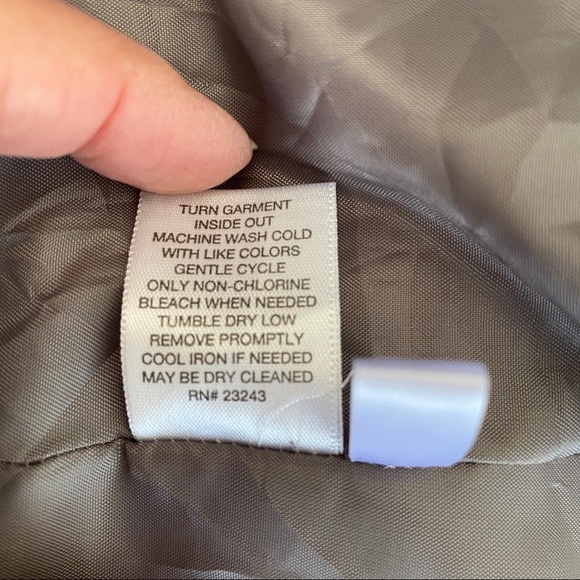 TURN GARMENT
INSIDE OUT
MACHINE WASH COLD
WITH LIKE COLORS
GENTLE CYCLE
ONLY NON-CHLORINE
BLEACH WHEN NEEDED
TUMBLE DRY LOW
REMOVE PROMPTLY
COOL IRON IF NEEDED
MAY BE DRY CLEANED
RN# 23243